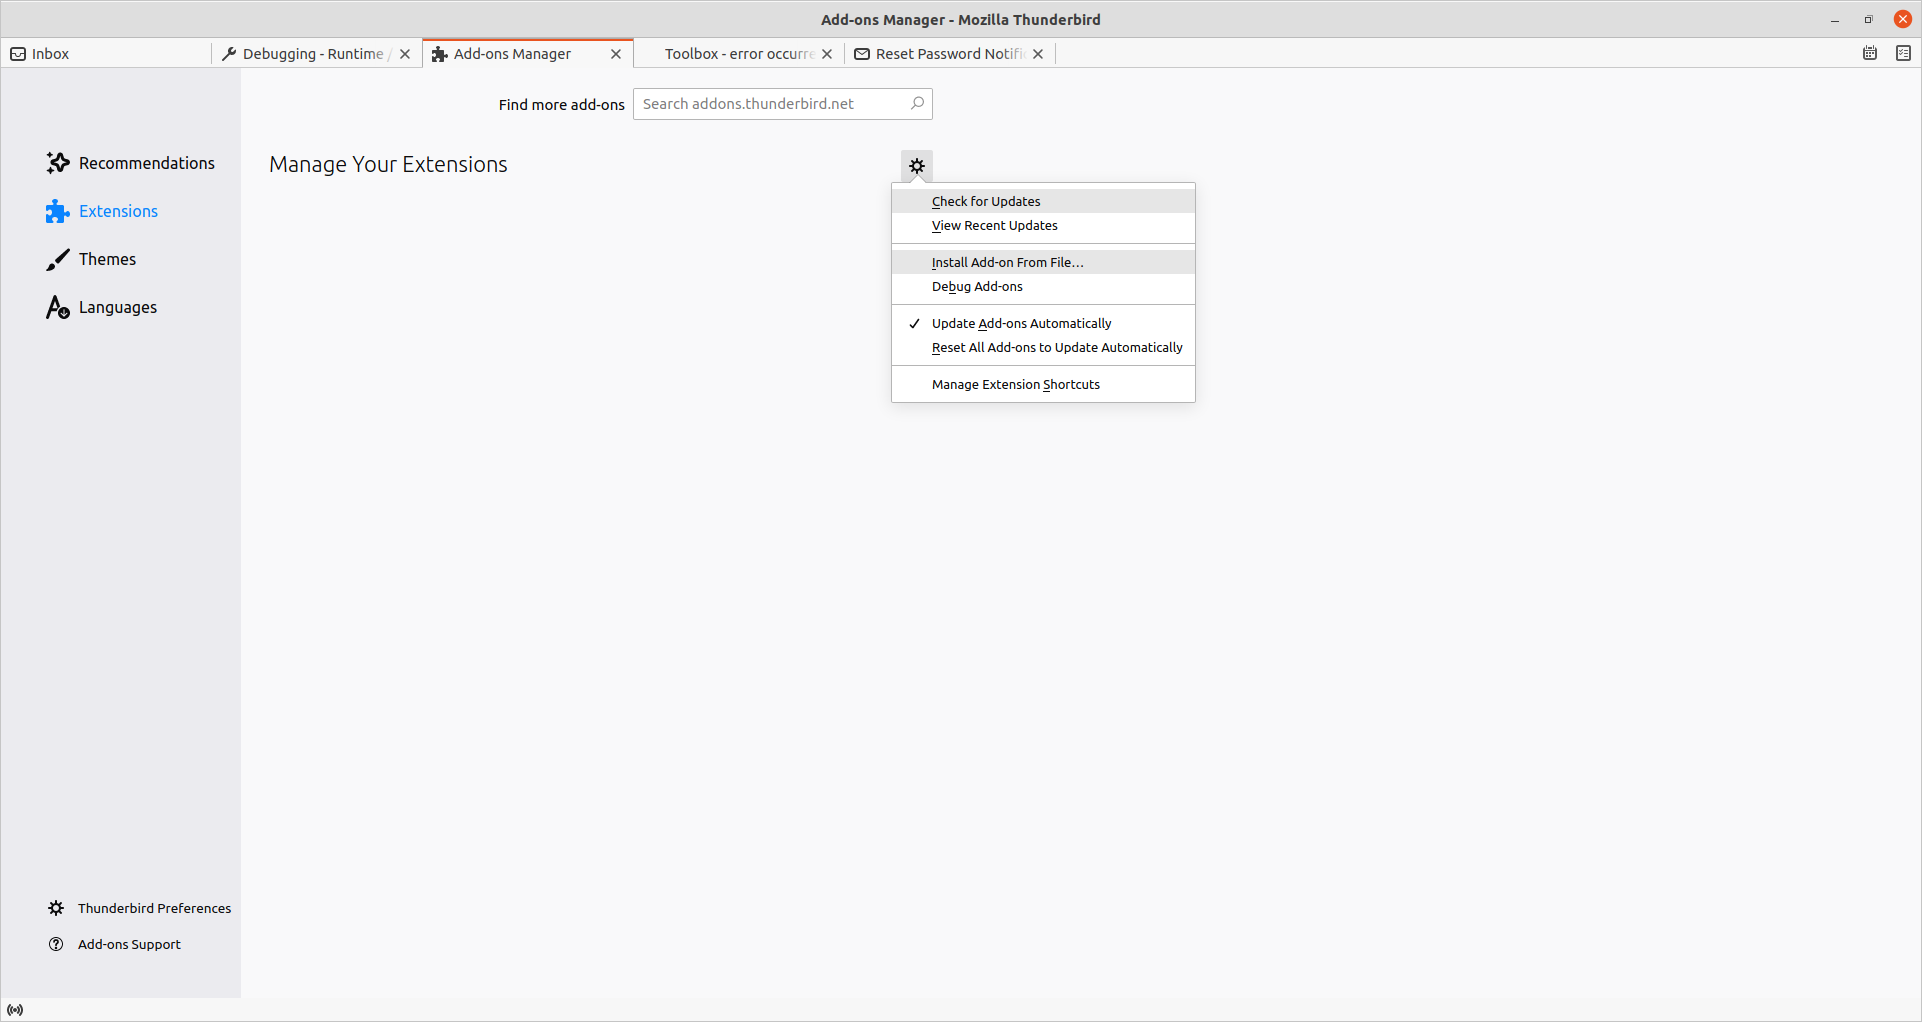 Add-ons Manager - Mozilla Thunderbird
Inbox
Debugging - Runtime /
Add-ons Manager
Toolbox - error occurre
Reset Password Notifi
Find more add-ons
Search addons.thunderbird.net
Recommendations
Extensions
Themes
Languages
Manage Your Extensions
Check for Updates
View Recent Updates
Install Add-on From File…
Debug Add-ons
Update Add-ons Automatically
Reset All Add-ons to Update Automatically
Manage Extension Shortcuts
Thunderbird Preferences
Add-ons Support